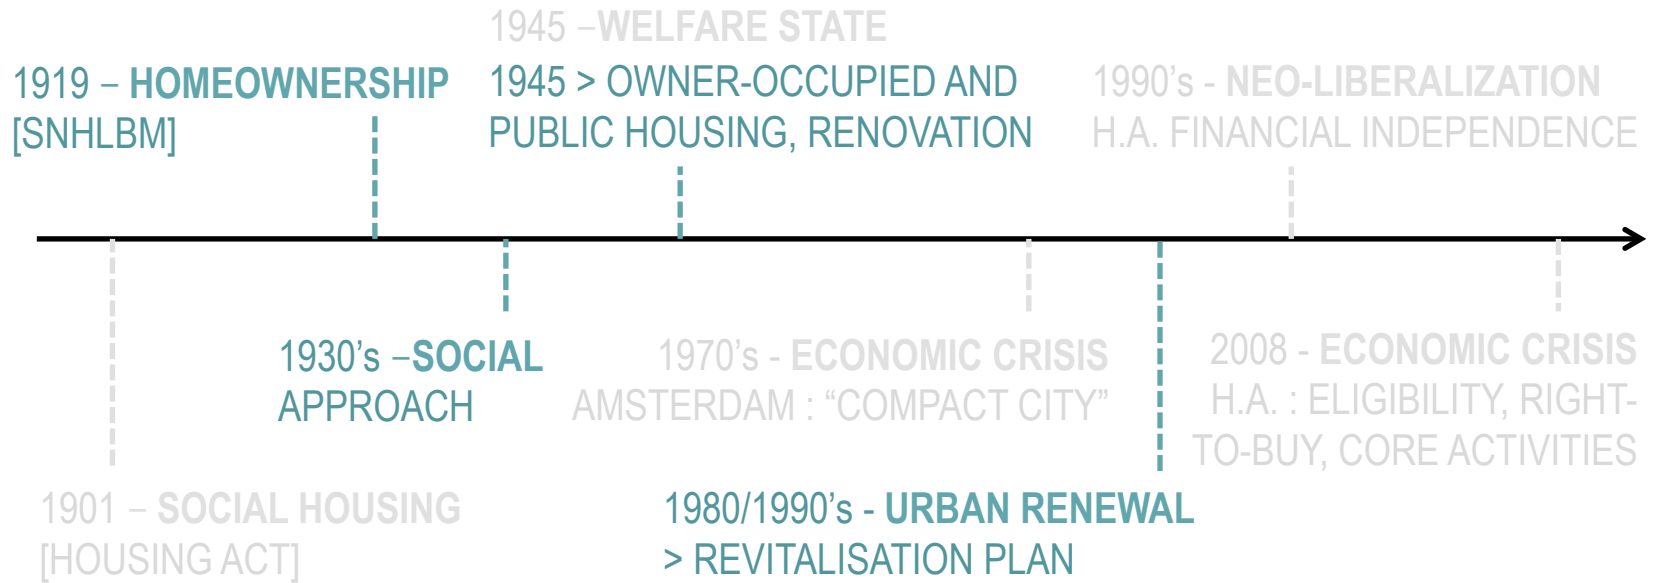 1945 –WELFARE STATE
1919 – HOMEOWNERSHIP
[SNHLBM]
1945 > OWNER-OCCUPIED AND
PUBLIC HOUSING, RENOVATION
1990’s - NEO-LIBERALIZATION
H.A. FINANCIAL INDEPENDENCE
1930’s –SOCIAL
APPROACH
1970’s - ECONOMIC CRISIS
AMSTERDAM : “COMPACT CITY”
2008 - ECONOMIC CRISIS
H.A. : ELIGIBILITY, RIGHT-
TO-BUY, CORE ACTIVITIES
1901 – SOCIAL HOUSING
[HOUSING ACT]
1980/1990’s - URBAN RENEWAL
> REVITALISATION PLAN